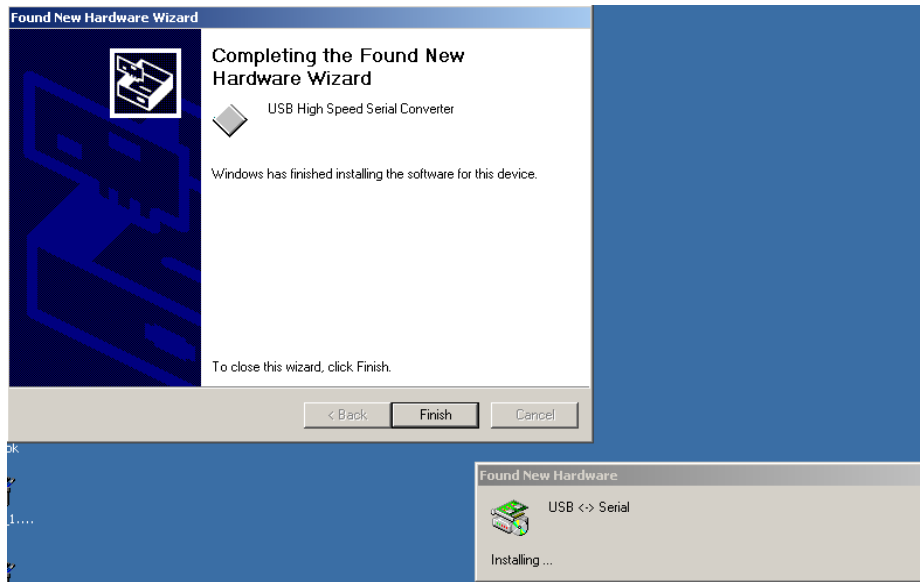 Found New Hardware Wizard
Completing the Found New
Hardware Wizard
USB High Speed Serial Converter
Windows has finished installing the software for this device.
To close this wizard, click Finish.
< Back
Finish
Cancel
ok
_1....
Found New Hardware
USB <-> Serial
Installing ...